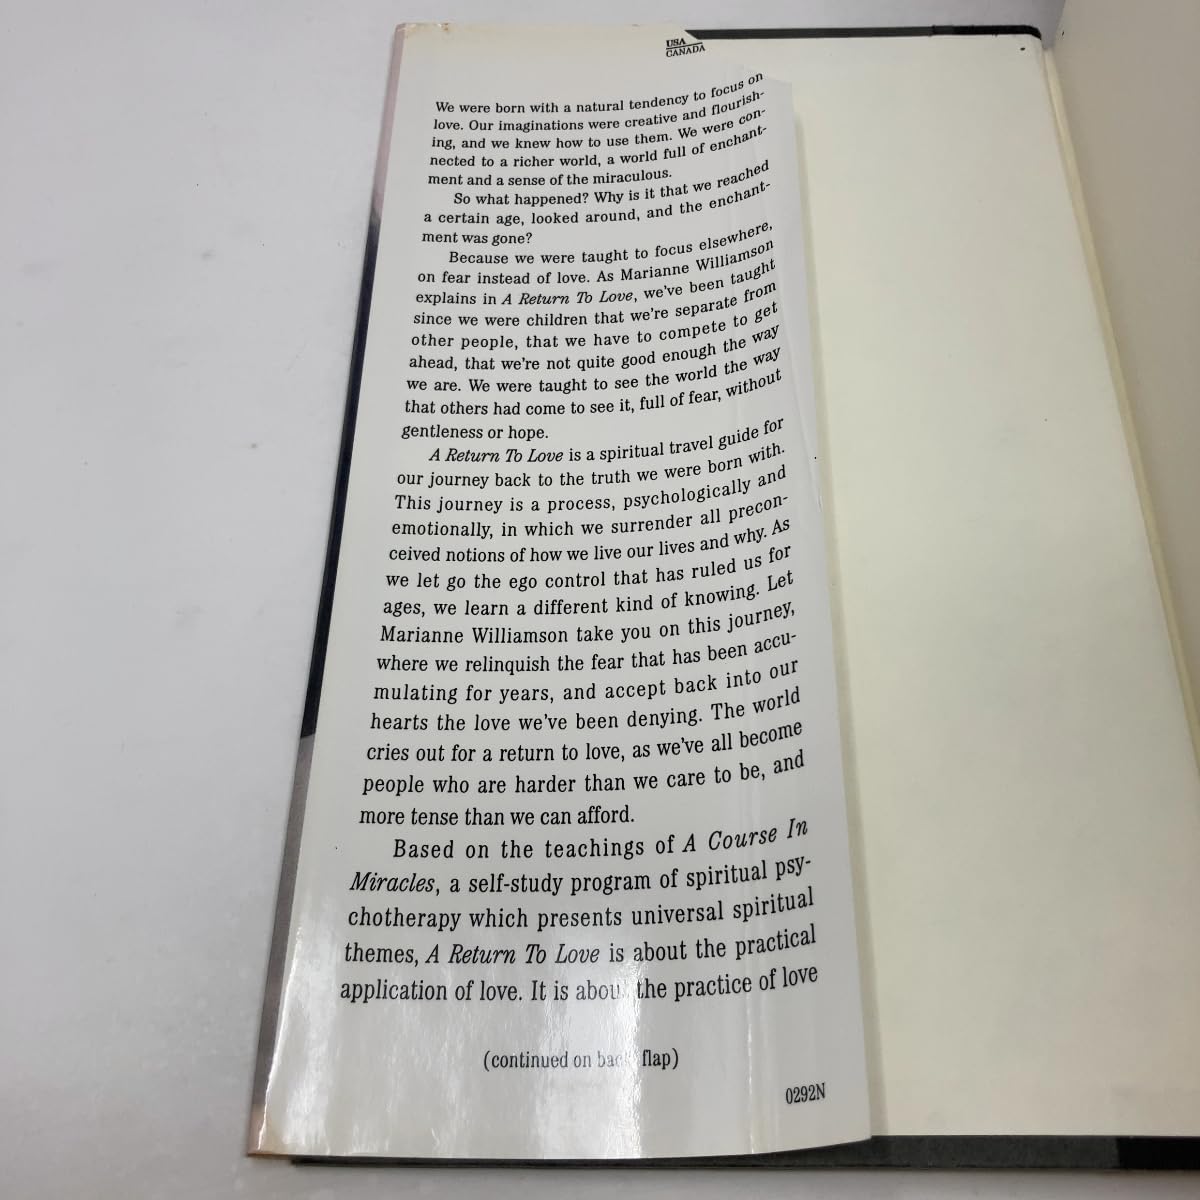 USA
CANADA
We were born with a natural tendency to focus on
love. Our imaginations were creative and flourish-
ing, and we knew how to use them. We were con-
nected to a richer world, a world full of enchant-
ment and a sense of the miraculous.
So what happened? Why is it that we reached
a certain age, looked around, and the enchant-
ment was gone?
Because we were taught to focus elsewhere,
on fear instead of love. As Marianne Williamson
explains in A Return To Love, we've been taught
since we were children that we're separate from
other people, that we have to compete to get
ahead, that we're not quite good enough the way
we are. We were taught to see the world the way
that others had come to see it, full of fear, without
gentleness or hope.
A Return To Love is a spiritual travel guide for
our journey back to the truth we were born with.
This journey is a process, psychologically and
emotionally, in which we surrender all precon-
ceived notions of how we live our lives and why. As
we let go the ego control that has ruled us for
ages, we learn a different kind of knowing. Let
Marianne Williamson take you on this journey,
where we relinquish the fear that has been accu-
mulating for years, and accept back into our
hearts the love we've been denying. The world
cries out for a return to love, as we've all become
people who are harder than we care to be, and
more tense than we can afford.
Based on the teachings of A Course In
Miracles, a self-study program of spiritual psy-
chotherapy which presents universal spiritual
themes, A Return To Love is about the practical
application of love. It is about the practice of love
(continued on back flap)
0292N